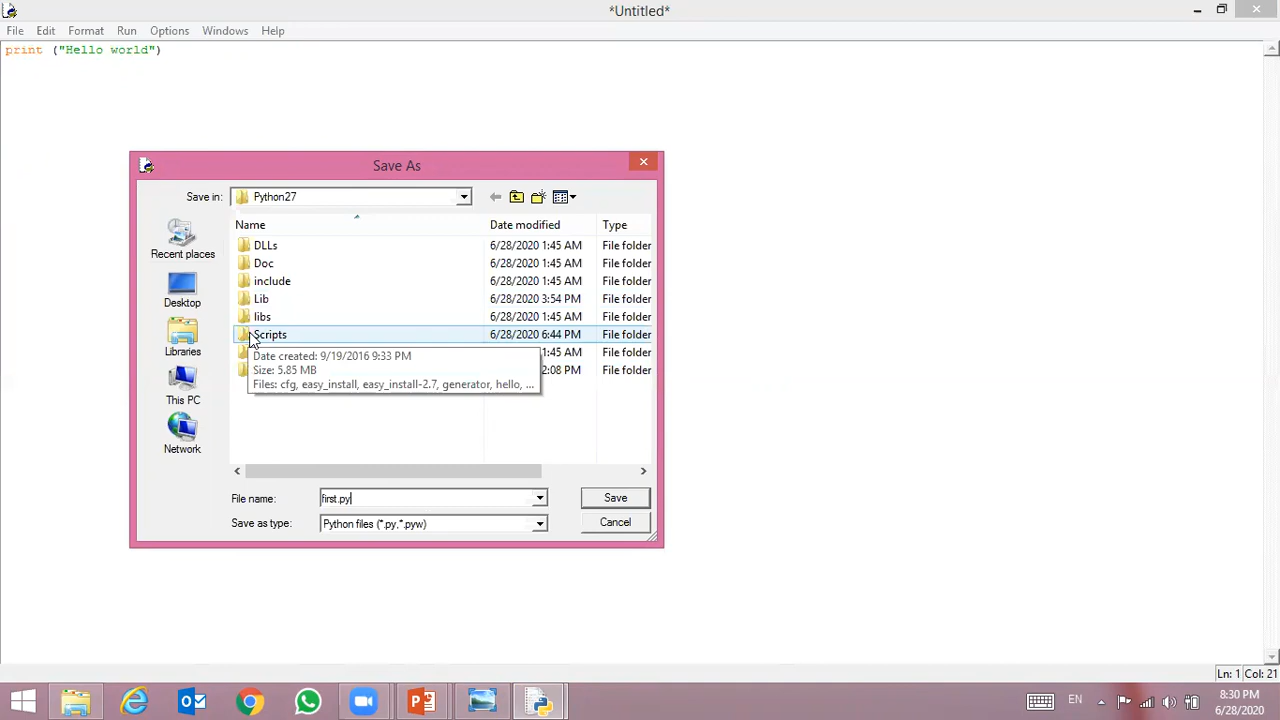 *Untitled*
File Edit Format Run Options Windows Help
print ("Hello world")
Save As
Save in: Python27
Name Date modified Type
Recent places
Desktop
Libraries
This PC
Network
DLLs 6/28/2020 1:45 AM File folder
Doc 6/28/2020 1:45 AM File folder
include 6/28/2020 1:45 AM File folder
Lib 6/28/2020 3:54 PM File folder
libs 6/28/2020 1:45 AM File folder
Scripts 6/28/2020 6:44 PM File folder
1:45 AM File folder
2:08 PM File folder
Date created: 9/19/2016 9:33 PM
Size: 5.85 MB
Files: cfg, easy_install, easy_install-2.7, generator, hello, ...
File name: first.py Save
Save as type: Python files (*.py,*.pyw) Cancel
Ln: 1 Col: 21
EN
8:30 PM
6/28/2020